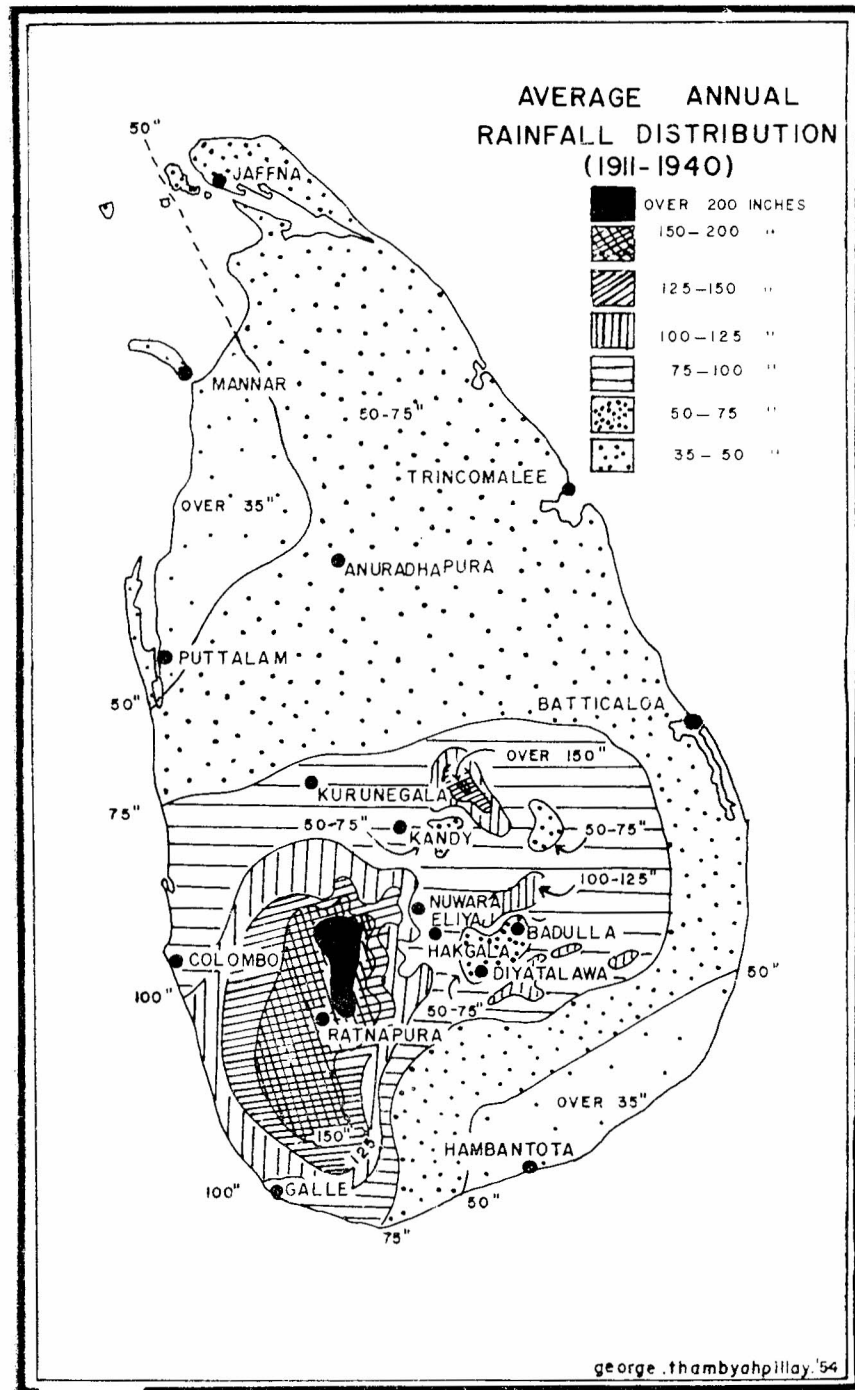 AVERAGE ANNUAL
RAINFALL DISTRIBUTION
(1911-1940)
OVER 200 INCHES
150-200 "
125-150 "
100-125 "
75-100 "
50-75 "
35-50 "
50"
JAFFNA
MANNAR
50-75"
TRINCOMALEE
OVER 35"
ANURADHAPURA
PUTTALAM
50"
BATTICALOA
OVER 150"
KURUNEGALA
75"
50-75"
KANDY
50-75"
100-125"
NUWARA
ELIYA
BADULLA
HAKGALA
COLOMBO
DIYATALAWA
50"
100"
50-75"
RATNAPURA
OVER 35"
150"
125
HAMBANTOTA
100"
GALLE
50"
75"
george.thambyahpillay.'54